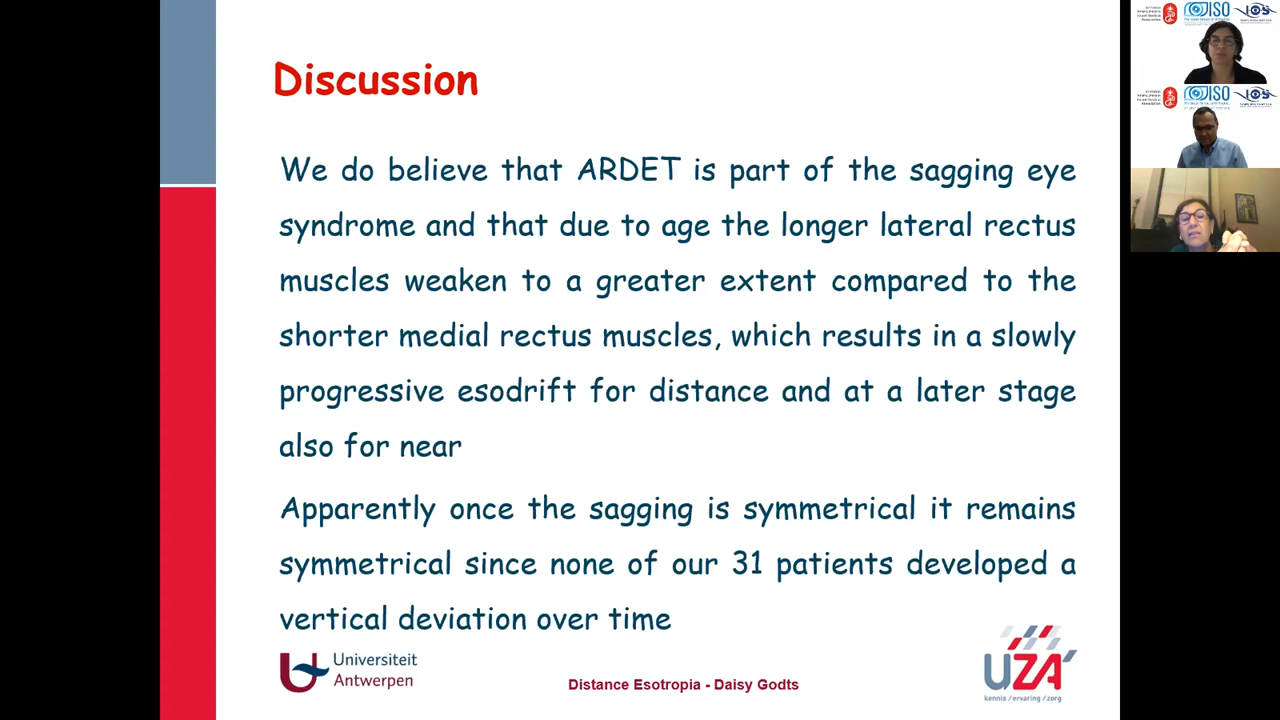 Discussion
We do believe that ARDET is part of the sagging eye
syndrome and that due to age the longer lateral rectus
muscles weaken to a greater extent compared to the
shorter medial rectus muscles, which results in a slowly
progressive esodrift for distance and at a later stage
also for near
Apparently once the sagging is symmetrical it remains
symmetrical since none of our 31 patients developed a
vertical deviation over time
Universiteit
Antwerpen
Distance Esotropia - Daisy Godts
UZA
kennis / ervaring / zorg
ISO
IOS
ISO
IOS